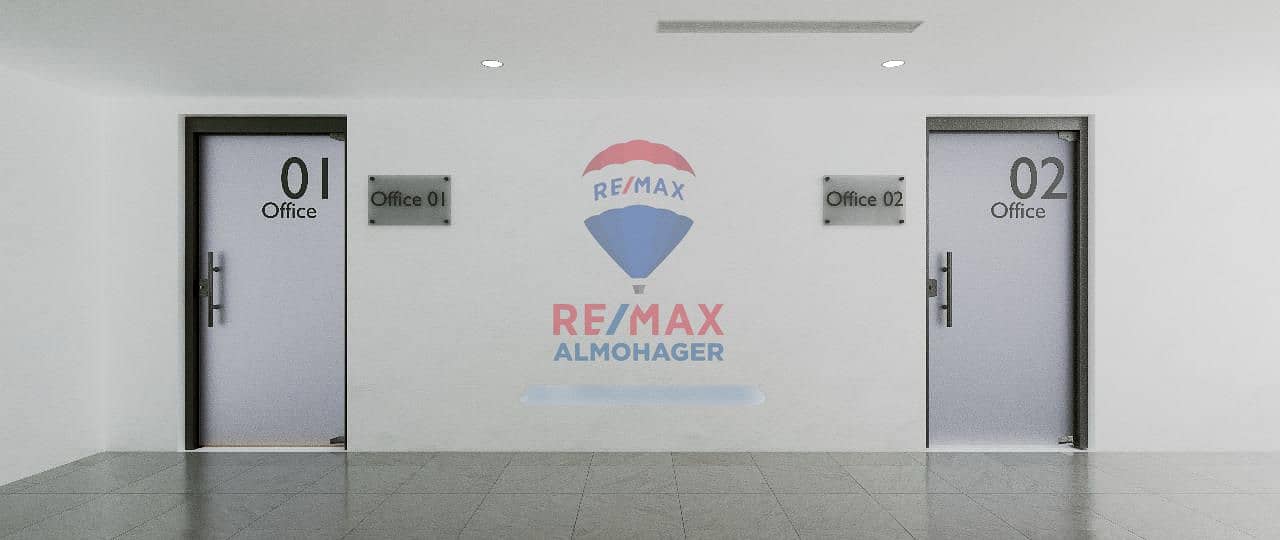 01
Office
Office 01
RE/MAX
RE/MAX
ALMOHAGER
Office 02
02
Office